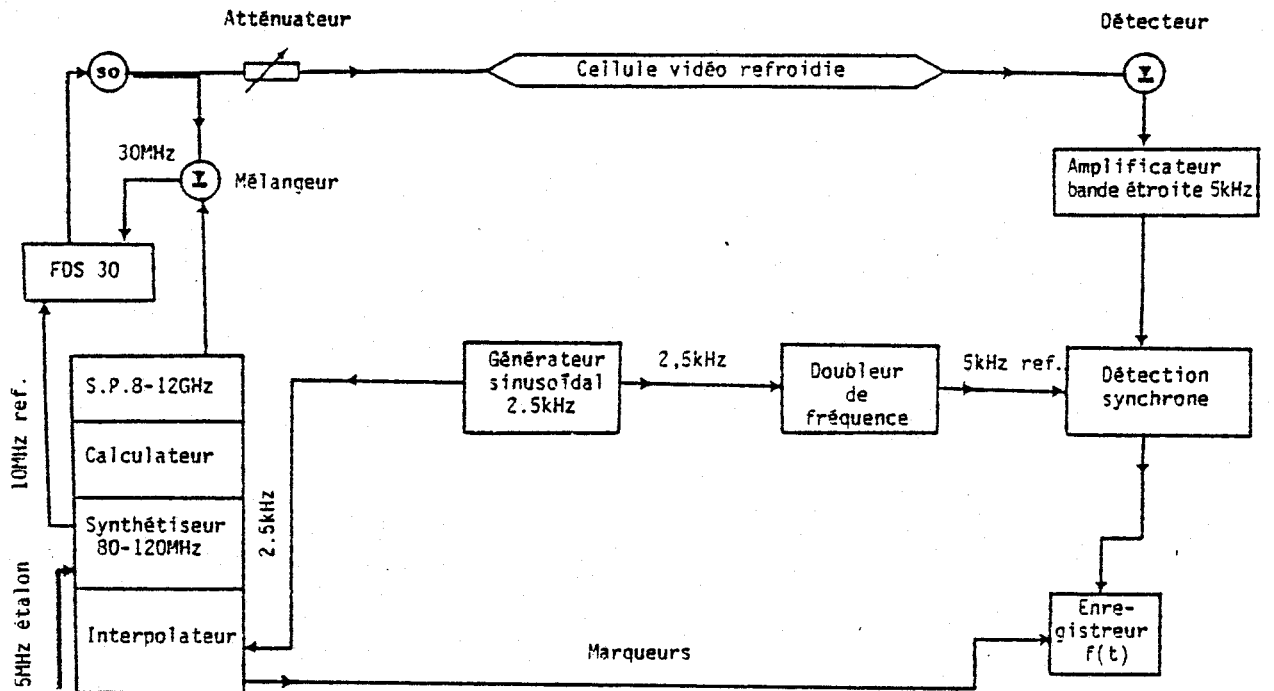 Atténuateur
Détecteur
SO
Cellule vidéo refroidie
30MHz
Mélangeur
Amplificateur
bande étroite 5kHz
FDS 30
S.P.8-12GHz
Générateur
sinusoïdal
2.5kHz
2,5kHz
Doubleur
de
fréquence
5kHz ref.
Détection
synchrone
10MHz ref.
Calculateur
Synthétiseur
80-120MHz
2.5kHz
5MHz étalon
Interpolateur
Marqueurs
Enre-
gistreur
f(t)